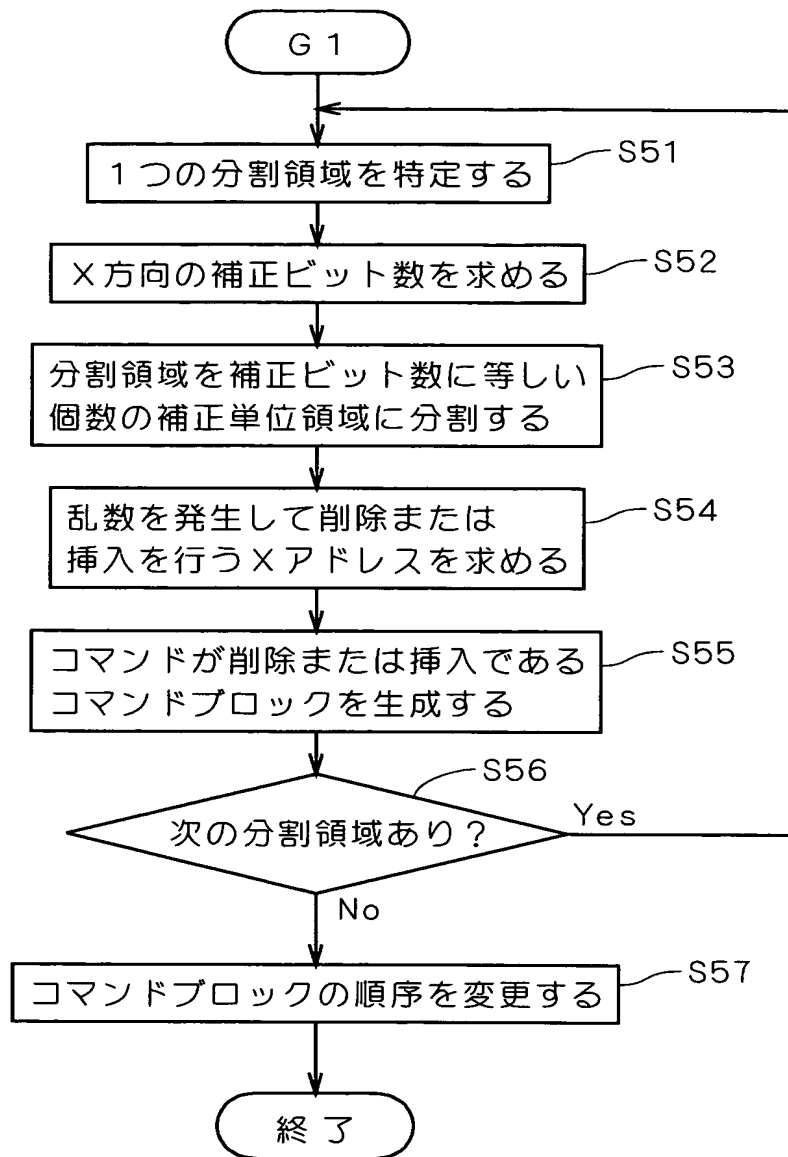 G 1
1つの分割領域を特定する
S51
X方向の補正ビット数を求める
S52
分割領域を補正ビット数に等しい
個数の補正単位領域に分割する
S53
乱数を発生して削除または
挿入を行うXアドレスを求める
S54
コマンドが削除または挿入である
コマンドブロックを生成する
S55
S56
次の分割領域あり?
Yes
No
コマンドブロックの順序を変更する
S57
終 了